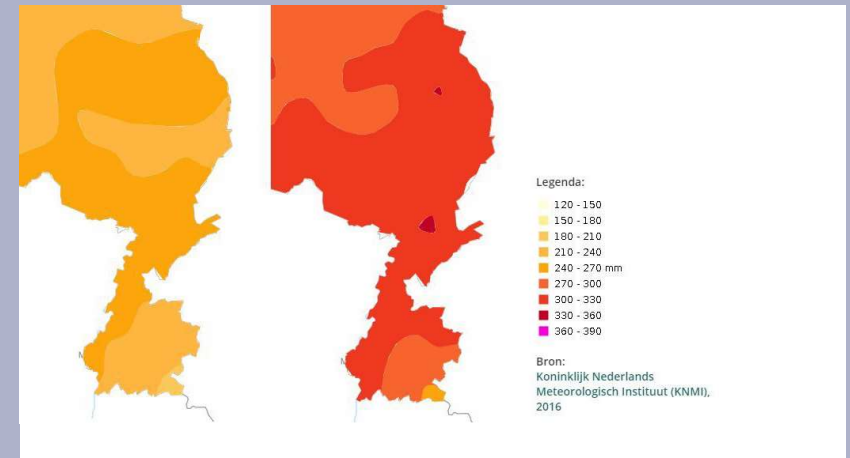 M
Legenda:
120 - 150
150 - 180
180 - 210
210 - 240
240 - 270 mm
270 - 300
300 - 330
330 - 360
360 - 390
Bron:
Koninklijk Nederlands
Meteorologisch Instituut (KNMI),
2016